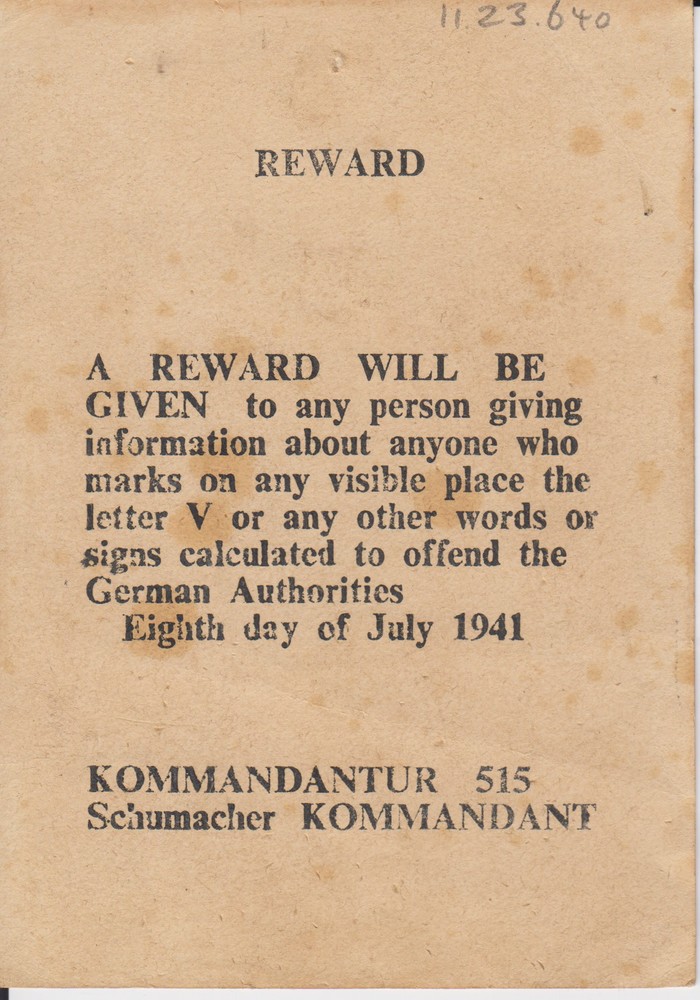 11.23.640
REWARD
A REWARD WILL BE
GIVEN to any person giving
information about anyone who
marks on any visible place the
letter V or any other words or
signs calculated to offend the
German Authorities
Eighth day of July 1941
KOMMANDANTUR 515
Schumacher KOMMANDANT